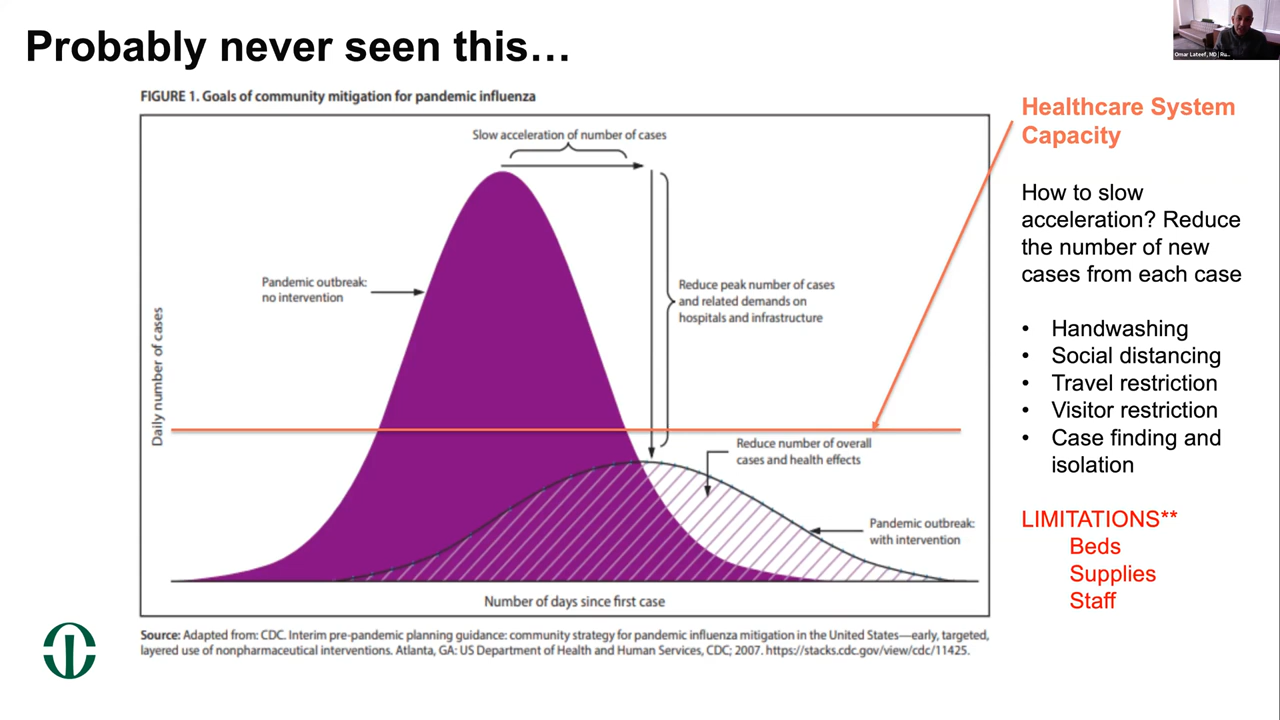 Probably never seen this…
Omar Lateef, MD | Ru...
FIGURE 1. Goals of community mitigation for pandemic influenza
Slow acceleration of number of cases
Pandemic outbreak:
no intervention
Reduce peak number of cases
and related demands on
hospitals and infrastructure
Daily number of cases
Reduce number of overall
cases and health effects
Pandemic outbreak:
with intervention
Number of days since first case
Source: Adapted from: CDC. Interim pre-pandemic planning guidance: community strategy for pandemic influenza mitigation in the United States—early, targeted,
layered use of nonpharmaceutical interventions. Atlanta, GA: US Department of Health and Human Services, CDC; 2007. https://stacks.cdc.gov/view/cdc/11425.
Healthcare System
Capacity
How to slow
acceleration? Reduce
the number of new
cases from each case
• Handwashing
• Social distancing
• Travel restriction
• Visitor restriction
• Case finding and
isolation
LIMITATIONS**
Beds
Supplies
Staff